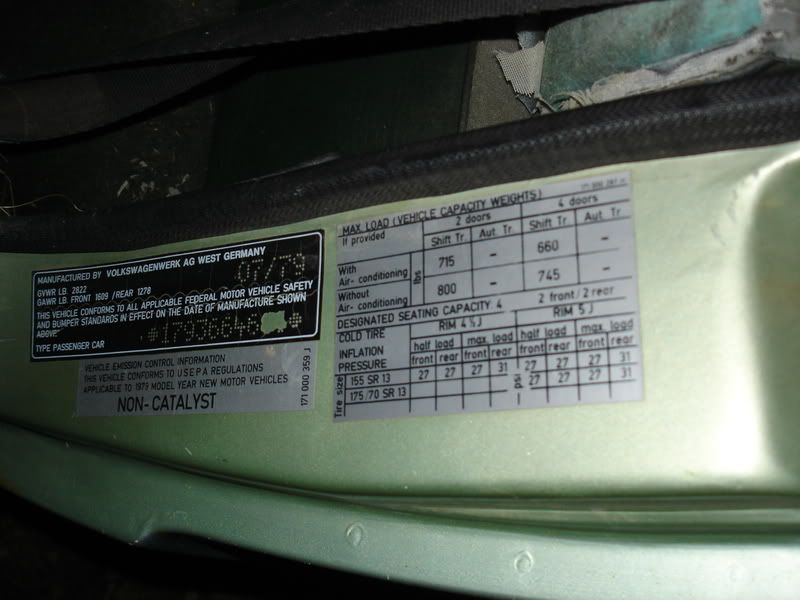 MANUFACTURED BY VOLKSWAGENWERK AG WEST GERMANY
07/79
GVWR LB. 2822
GAWR LB. FRONT 1609 /REAR 1278
THIS VEHICLE CONFORMS TO ALL APPLICABLE FEDERAL MOTOR VEHICLE SAFETY
AND BUMPER STANDARDS IN EFFECT ON THE DATE OF MANUFACTURE SHOWN
ABOVE
TYPE PASSENGER CAR
VEHICLE EMISSION CONTROL INFORMATION
THIS VEHICLE CONFORMS TO U S E P A REGULATIONS
APPLICABLE TO 1979 MODEL YEAR NEW MOTOR VEHICLES
NON-CATALYST
171 000 359 J
MAX. LOAD (VEHICLE CAPACITY WEIGHTS)
If provided 2 doors 4 doors
Shift Tr. Aut. Tr. Shift Tr. Aut. Tr.
With Air-conditioning lbs 715 - 660 -
Without Air-conditioning 800 - 745 -
DESIGNATED SEATING CAPACITY 4 2 front/2 rear
COLD TIRE INFLATION PRESSURE RIM 4 ½ J RIM 5 J
half load max. load half load max. load
front rear front rear front rear front rear
Tire size 155 SR 13 27 27 27 31 psi 27 27 27 31
175/70 SR 13 27 27 27 31